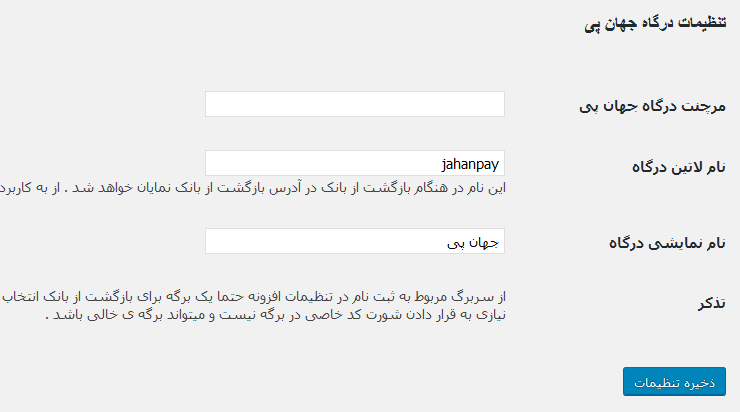 تنظیمات درگاه جهان پی
مرچنت درگاه جهان پی
نام لاتین درگاه
jahanpay
این نام در هنگام بازگشت از بانک در آدرس بازگشت از بانک نمایان خواهد شد . از به کاربرد
نام نمایشی درگاه
جهان پی
تذکر
از سربرگ مربوط به ثبت نام در تنظیمات افزونه حتما یک برگه برای بازگشت از بانک انتخاب
نیازی به قرار دادن شورت کد خاصی در برگه نیست و میتواند برگه ی خالی باشد .
ذخیره تنظیمات